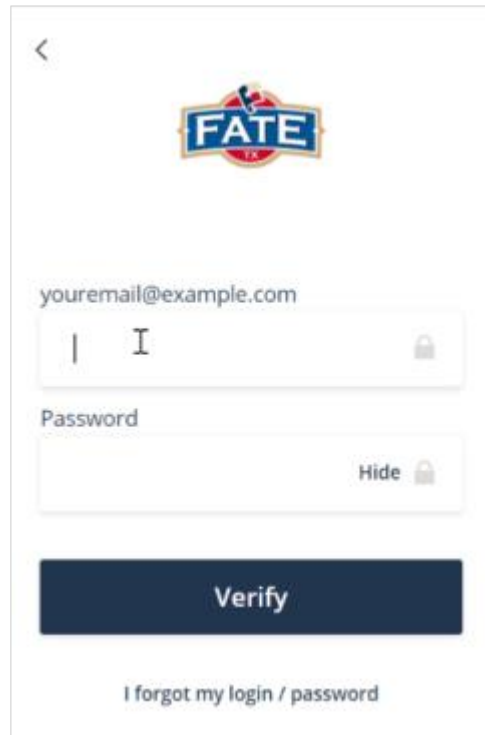 FATE
TX
youremail@example.com
Password
Hide
Verify
I forgot my login / password